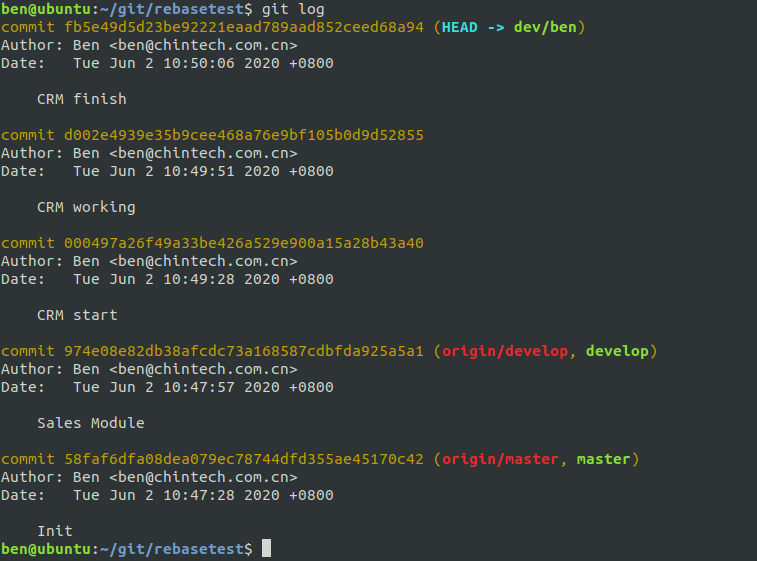 ben@ubuntu:~/git/rebasetest$ git log
commit fb5e49d5d23be92221eaad789aad852ceed68a94 (HEAD -> dev/ben)
Author: Ben <ben@chintech.com.cn>
Date:   Tue Jun 2 10:50:06 2020 +0800
    CRM finish
commit d002e4939e35b9cee468a76e9bf105b0d9d52855
Author: Ben <ben@chintech.com.cn>
Date:   Tue Jun 2 10:49:51 2020 +0800
    CRM working
commit 000497a26f49a33be426a529e900a15a28b43a40
Author: Ben <ben@chintech.com.cn>
Date:   Tue Jun 2 10:49:28 2020 +0800
    CRM start
commit 974e08e82db38afcdc73a168587cdbfda925a5a1 (origin/develop, develop)
Author: Ben <ben@chintech.com.cn>
Date:   Tue Jun 2 10:47:57 2020 +0800
    Sales Module
commit 58faf6dfa08dea079ec78744dfd355ae45170c42 (origin/master, master)
Author: Ben <ben@chintech.com.cn>
Date:   Tue Jun 2 10:47:28 2020 +0800
    Init
ben@ubuntu:~/git/rebasetest$